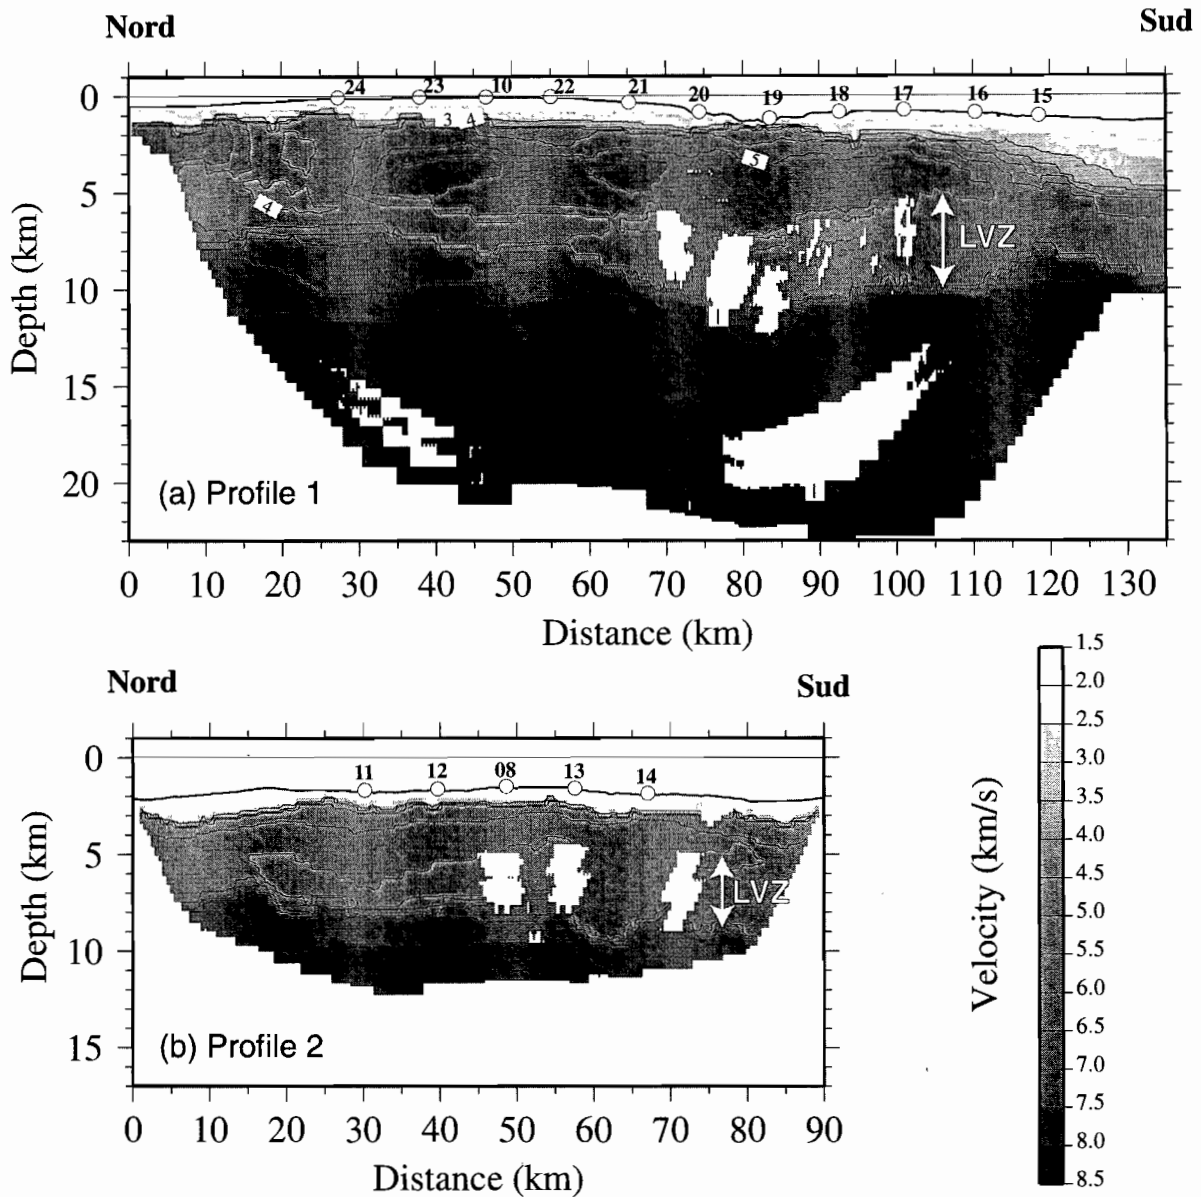 Nord Sud
24 23 10 22 21 20 19 18 17 16 15
0
5
10
15
20
Depth (km)
3 4
5
4
LVZ
(a) Profile 1
0 10 20 30 40 50 60 70 80 90 100 110 120 130
Distance (km)
Nord Sud
11 12 08 13 14
0
5
10
15
Depth (km)
LVZ
(b) Profile 2
0 10 20 30 40 50 60 70 80 90
Distance (km)
Velocity (km/s)
1.5
2.0
2.5
3.0
3.5
4.0
4.5
5.0
5.5
6.0
6.5
7.0
7.5
8.0
8.5